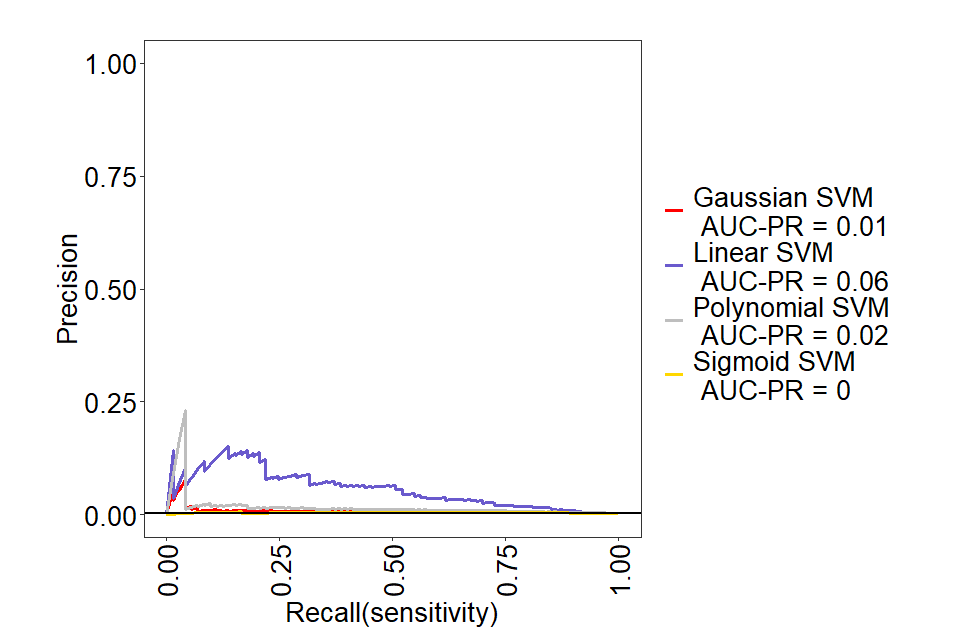 1.00
0.75
0.50
0.25
0.00
Precision
0.00
0.25
0.50
0.75
1.00
Recall(sensitivity)
Gaussian SVM
AUC-PR = 0.01
Linear SVM
AUC-PR = 0.06
Polynomial SVM
AUC-PR = 0.02
Sigmoid SVM
AUC-PR = 0